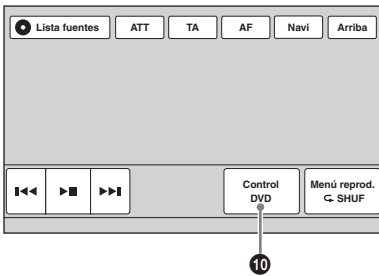 Lista fuentes ATT TA AF Navi Arriba
Control DVD
Menú reprod. SHUF
10